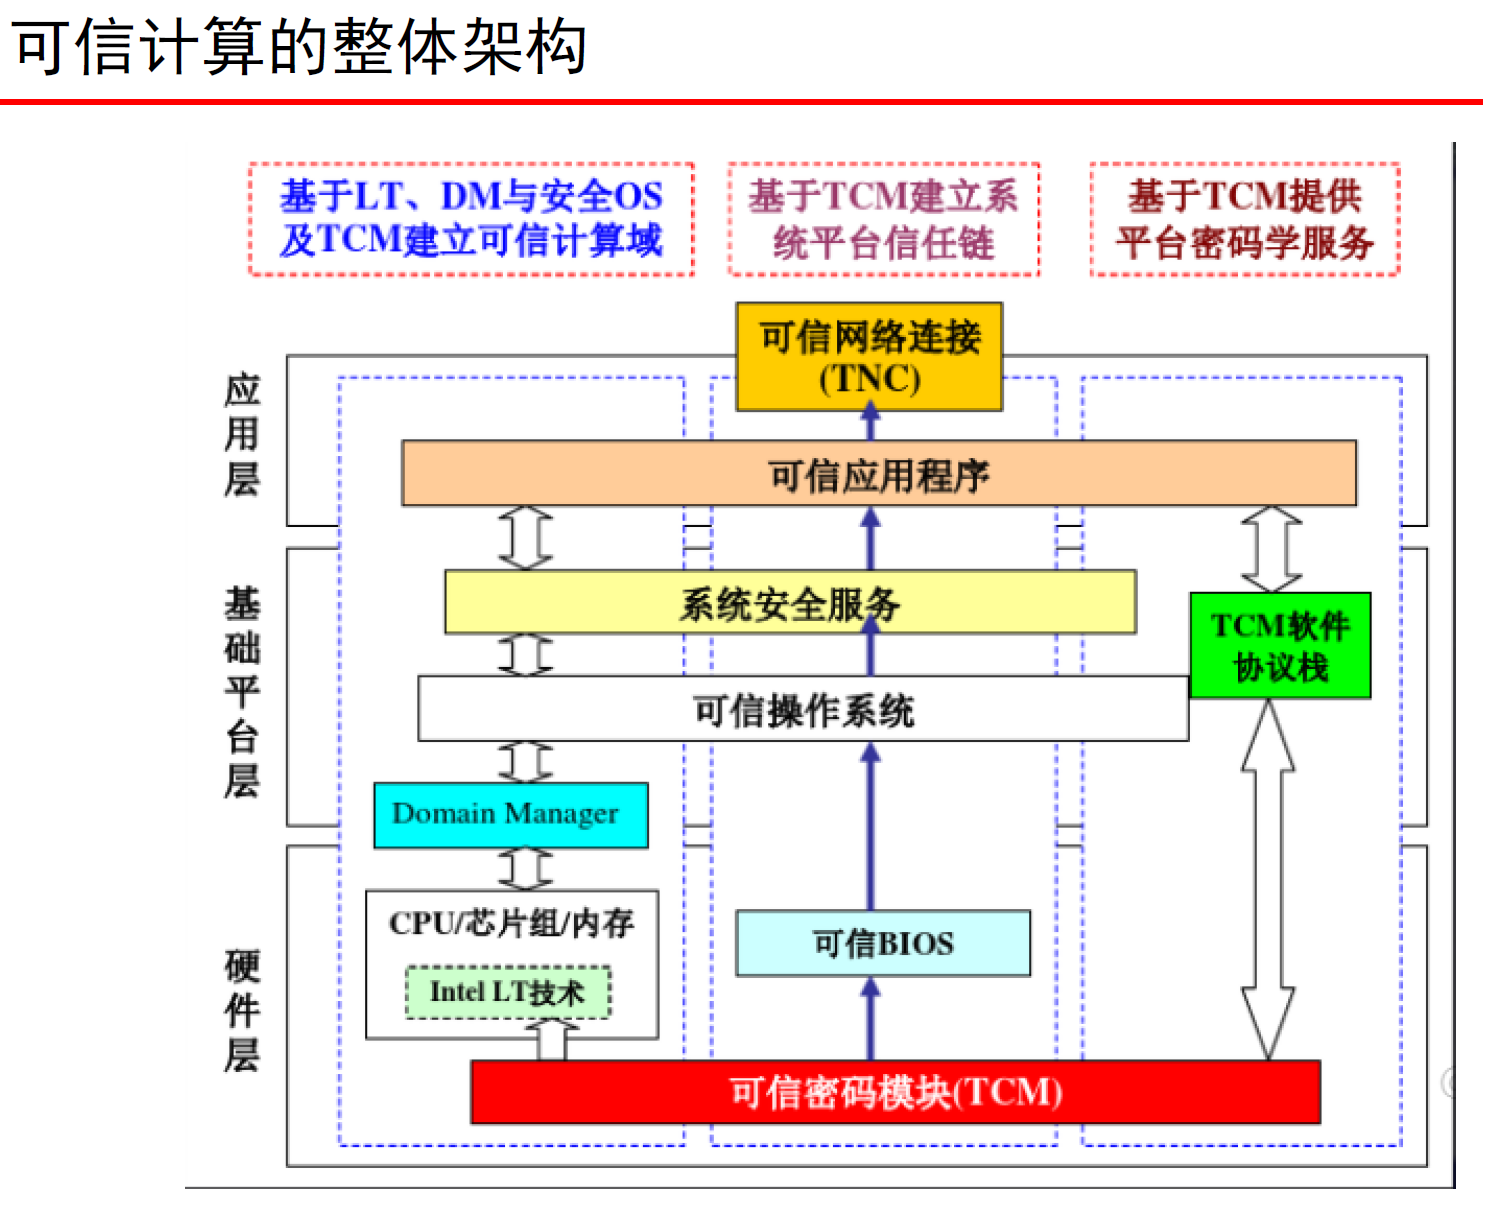 可信计算的整体架构
基于LT、DM与安全OS
及TCM建立可信计算域
基于TCM建立系
统平台信任链
基于TCM提供
平台密码学服务
可信网络连接
(TNC)
应用层
可信应用程序
基础平台层
系统安全服务
TCM软件
协议栈
可信操作系统
Domain Manager
硬件层
CPU/芯片组/内存
Intel LT技术
可信BIOS
可信密码模块(TCM)